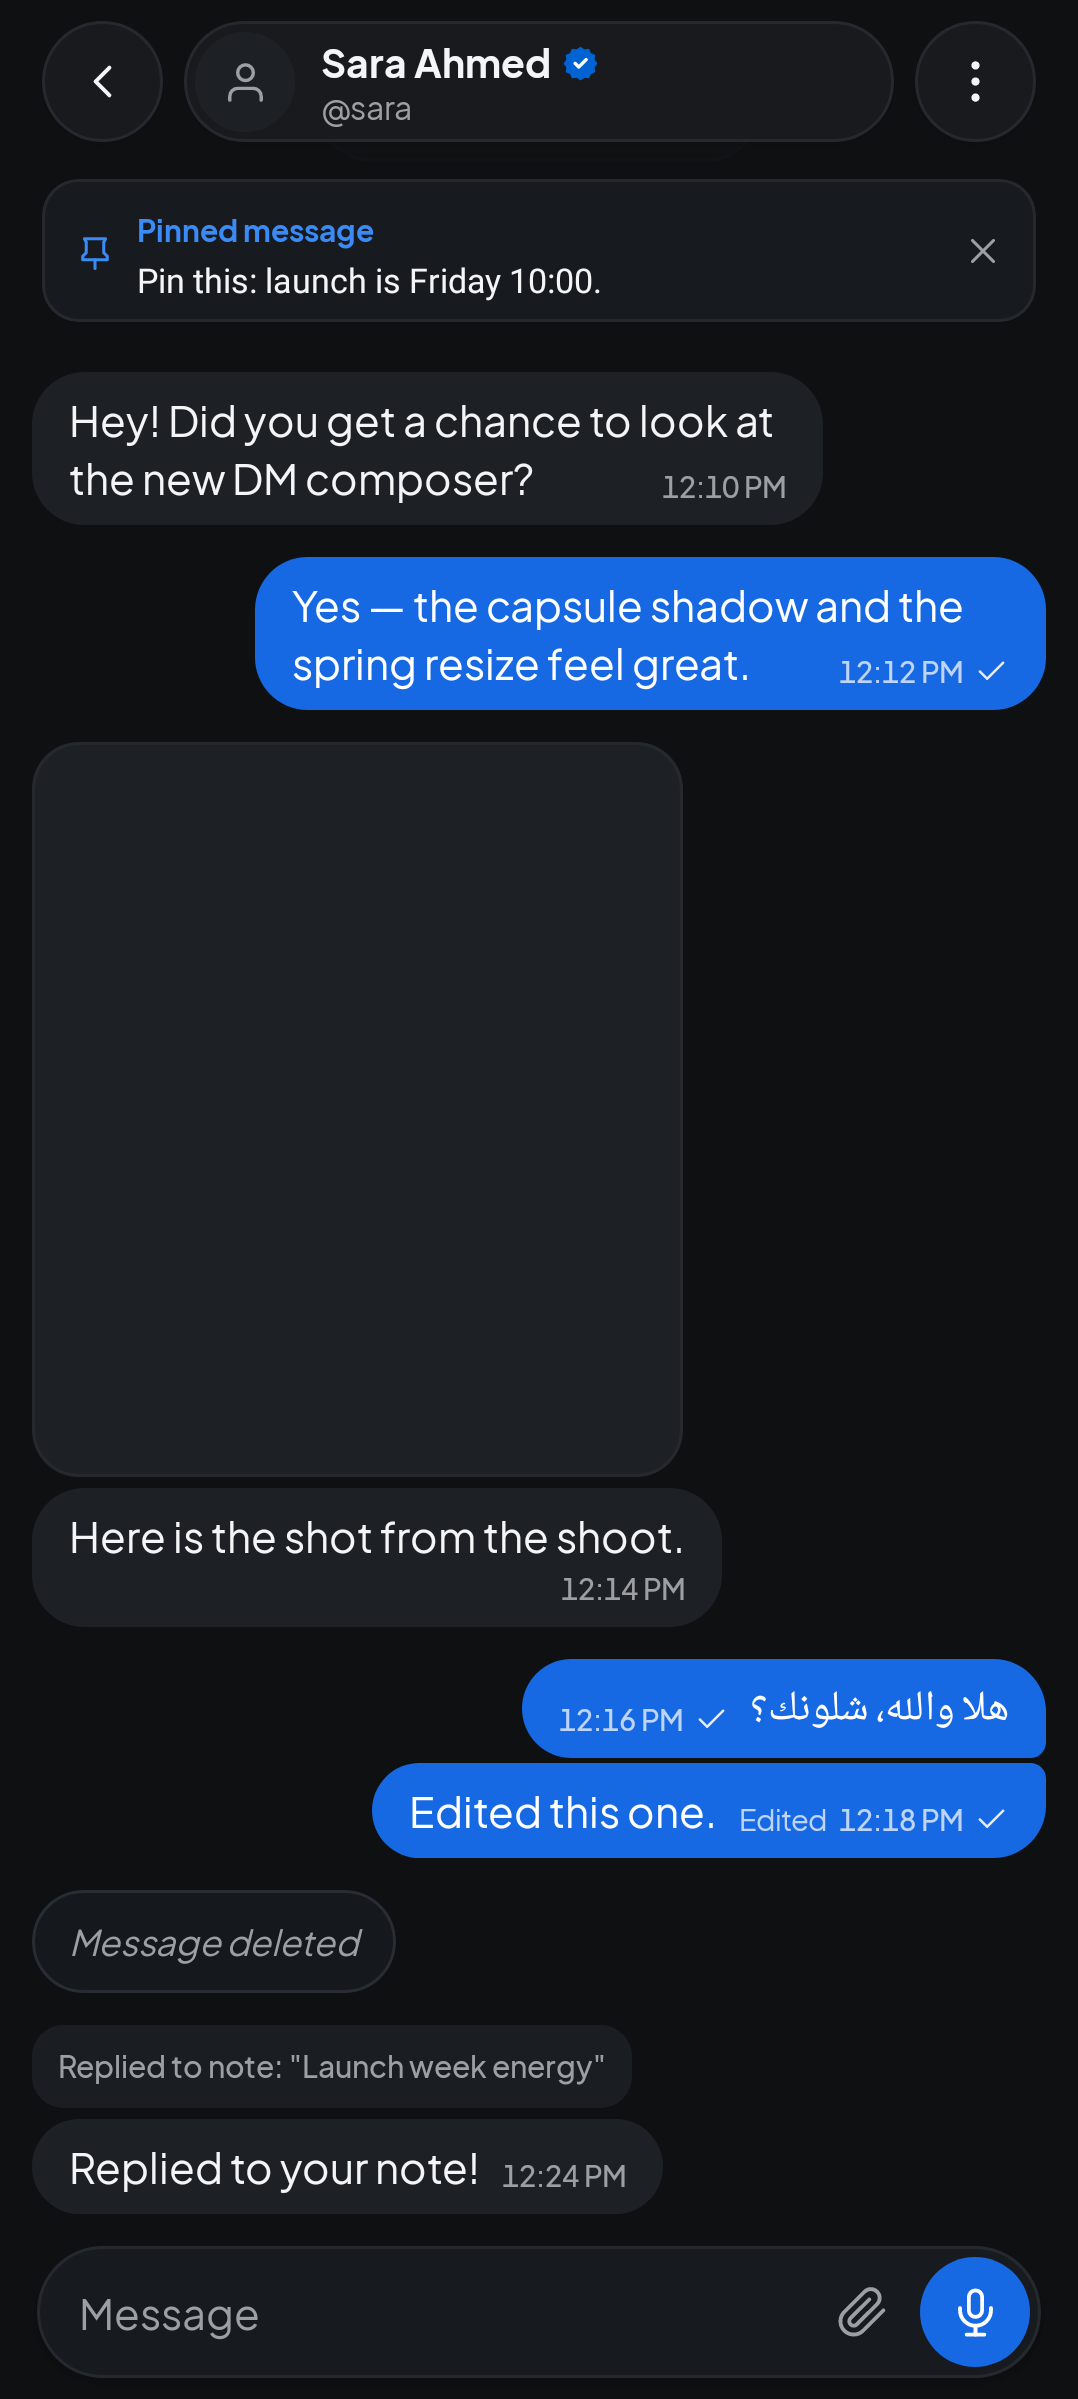 Sara Ahmed
@sara
Pinned message
Pin this: launch is Friday 10:00.
Hey! Did you get a chance to look at
the new DM composer?
12:10 PM
Yes — the capsule shadow and the
spring resize feel great.
12:12 PM
Here is the shot from the shoot.
12:14 PM
هلا والله، شلونك؟
12:16 PM
Edited this one.
Edited 12:18 PM
Message deleted
Replied to note: "Launch week energy"
Replied to your note!
12:24 PM
Message